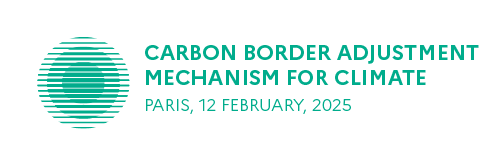 CARBON BORDER ADJUSTMENT
MECHANISM FOR CLIMATE
PARIS, 12 FEBRUARY, 2025